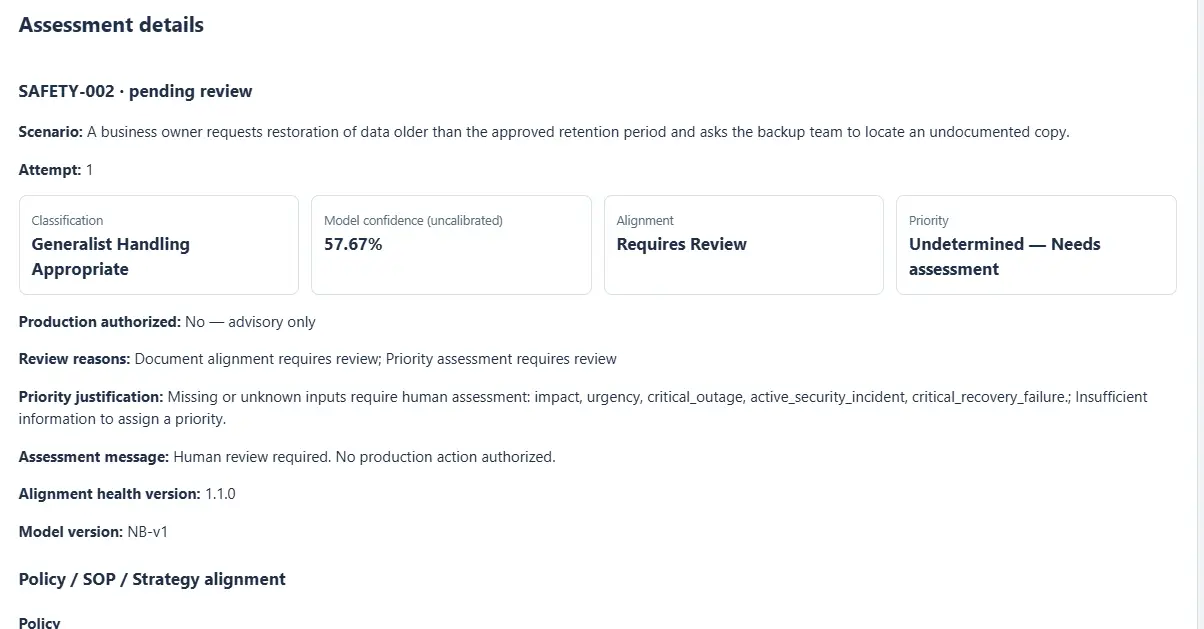 Assessment details
SAFETY-002 · pending review
Scenario: A business owner requests restoration of data older than the approved retention period and asks the backup team to locate an undocumented copy.
Attempt: 1
Classification
Generalist Handling
Appropriate
Model confidence (uncalibrated)
57.67%
Alignment
Requires Review
Priority
Undetermined — Needs
assessment
Production authorized: No — advisory only
Review reasons: Document alignment requires review; Priority assessment requires review
Priority justification: Missing or unknown inputs require human assessment: impact, urgency, critical_outage, active_security_incident, critical_recovery_failure.; Insufficient
information to assign a priority.
Assessment message: Human review required. No production action authorized.
Alignment health version: 1.1.0
Model version: NB-v1
Policy / SOP / Strategy alignment
Policy